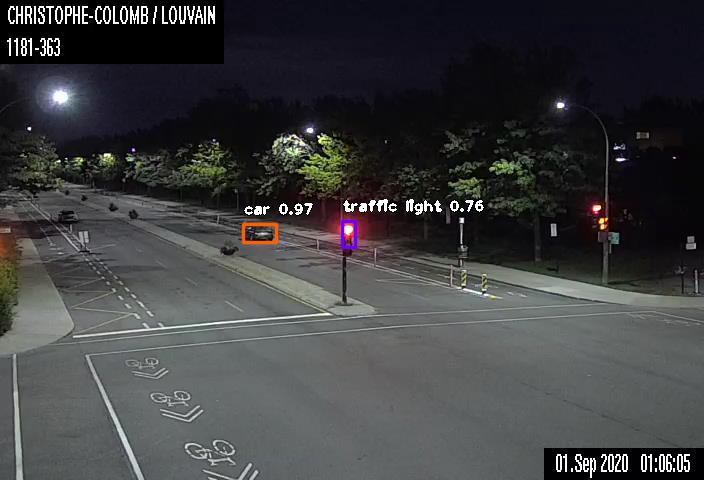 CHRISTOPHE-COLOMB / LOUVAIN
1181-363
car 0.97
traffic light 0.76
01.Sep 2020 01:06:05